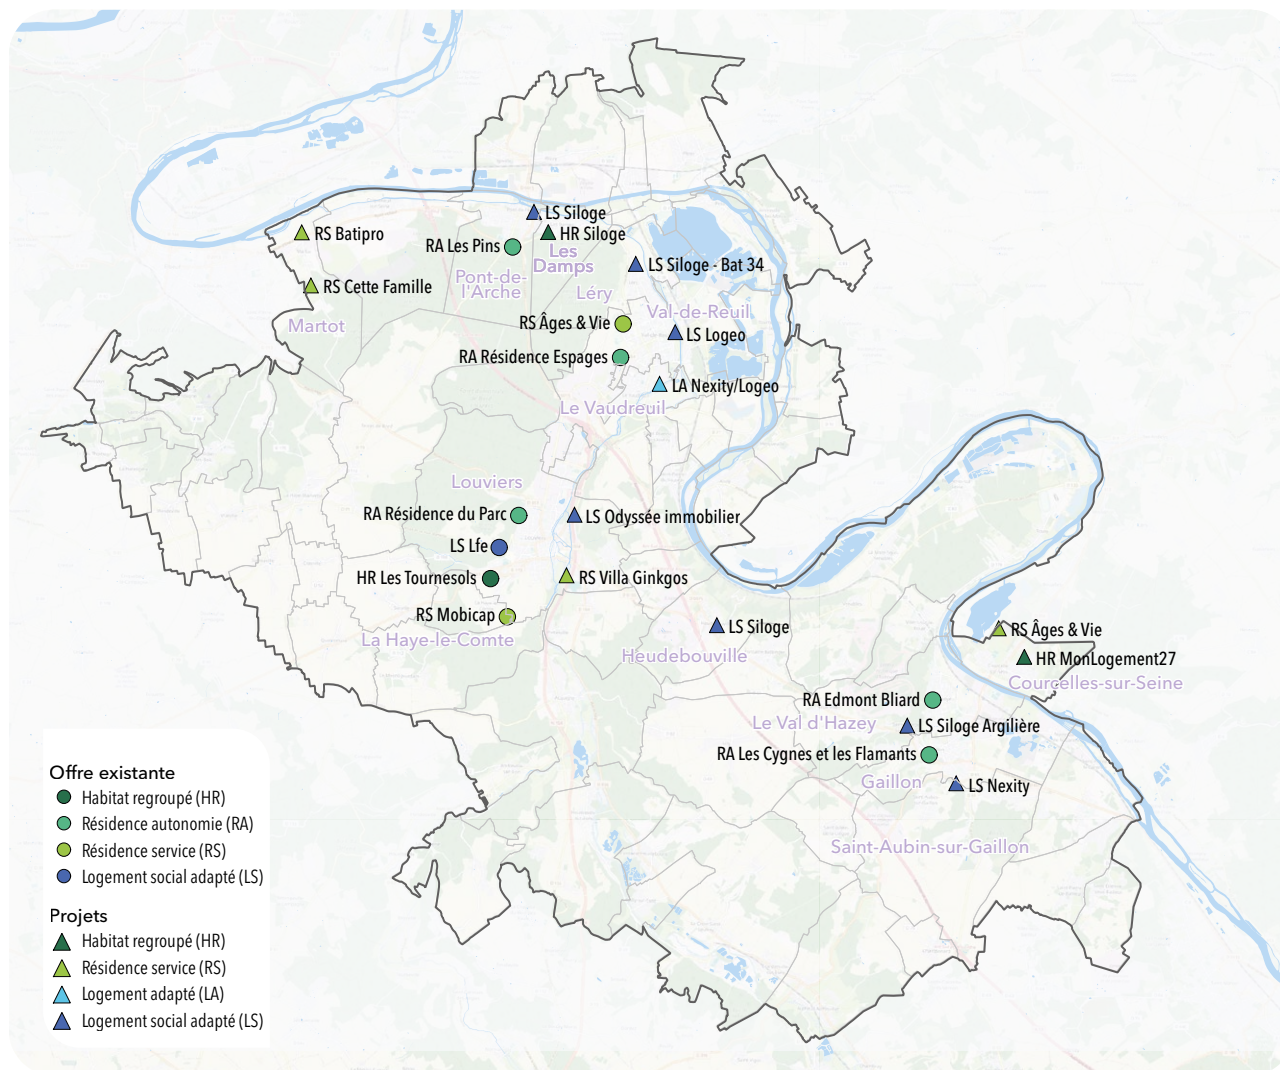 LS Siloge
RS Batipro
HR Siloge
RA Les Pins
Les
Damps
LS Siloge - Bat 34
Pont-de-
l'Arche
RS Cette Famille
Léry
Val-de-Reuil
Martot
RS Âges & Vie
LS Logeo
RA Résidence Espages
LA Nexity/Logeo
Le Vaudreuil
Louviers
RA Résidence du Parc
LS Odyssée immobilier
LS Lfe
HR Les Tournesols
RS Villa Ginkgos
RS Mobicap
La Haye-le-Comte
LS Siloge
RS Âges & Vie
Heudebouville
HR MonLogement27
Courcelles-sur-Seine
RA Edmont Bliard
Le Val d'Hazey
LS Siloge Argilière
RA Les Cygnes et les Flamants
Gaillon
LS Nexity
Saint-Aubin-sur-Gaillon
Offre existante
Habitat regroupé (HR)
Résidence autonomie (RA)
Résidence service (RS)
Logement social adapté (LS)
Projets
Habitat regroupé (HR)
Résidence service (RS)
Logement adapté (LA)
Logement social adapté (LS)